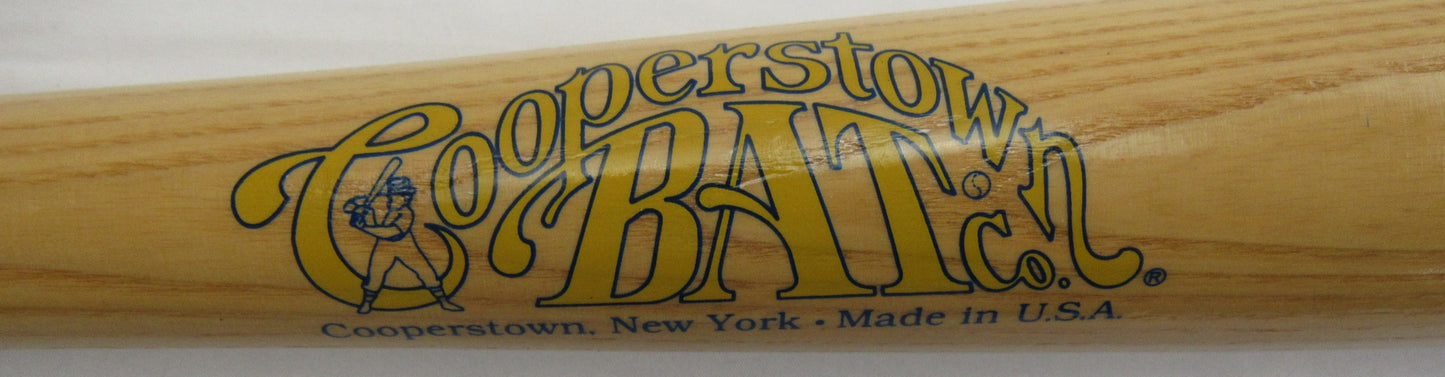 Cooperstown
BAT Co.®
Cooperstown, New York • Made in U.S.A.